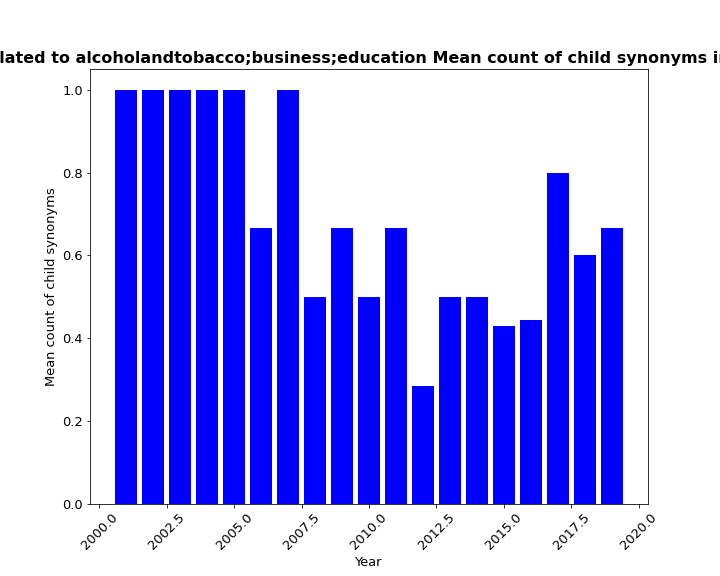 lated to alcoholandtobacco;business;education Mean count of child synonyms in
Mean count of child synonyms
1.0
0.8
0.6
0.4
0.2
0.0
2000.0 2002.5 2005.0 2007.5 2010.0 2012.5 2015.0 2017.5 2020.0
Year